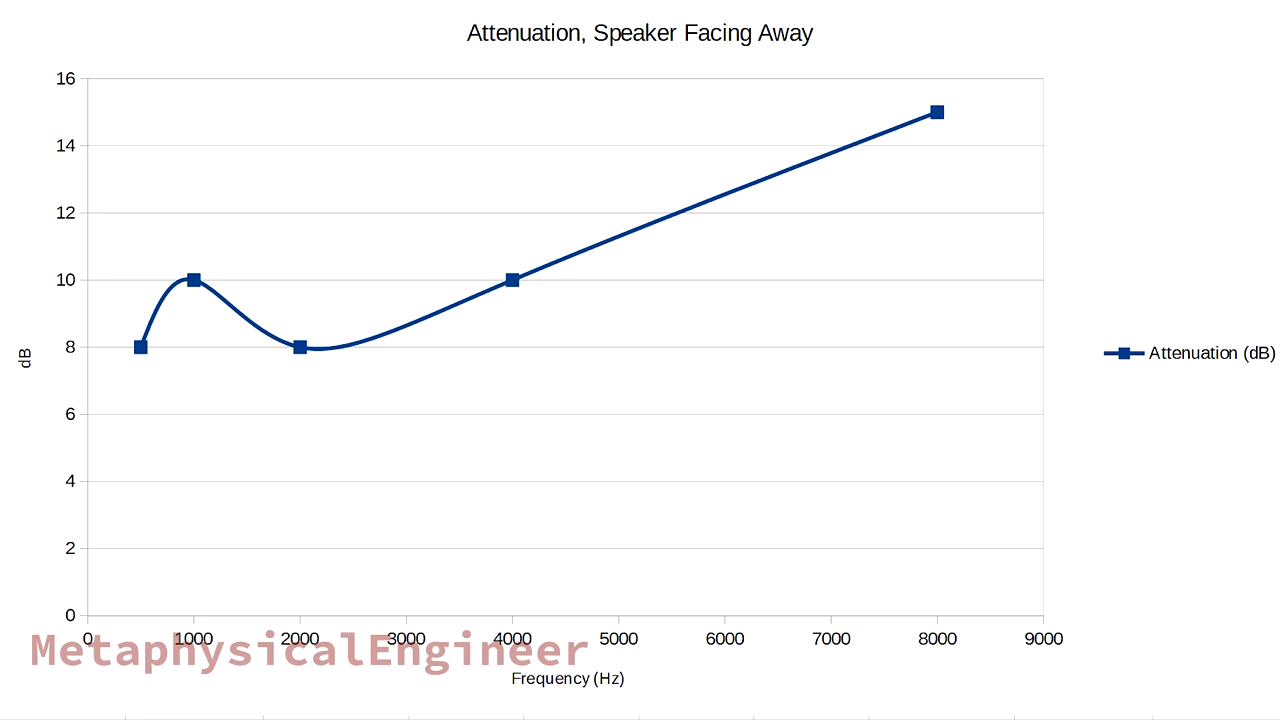 Attenuation, Speaker Facing Away
16
14
12
10
8
6
4
2
0
dB
Attenuation (dB)
0 1000 2000 3000 4000 5000 6000 7000 8000 9000
MetaphysicalEngineer
Frequency (Hz)